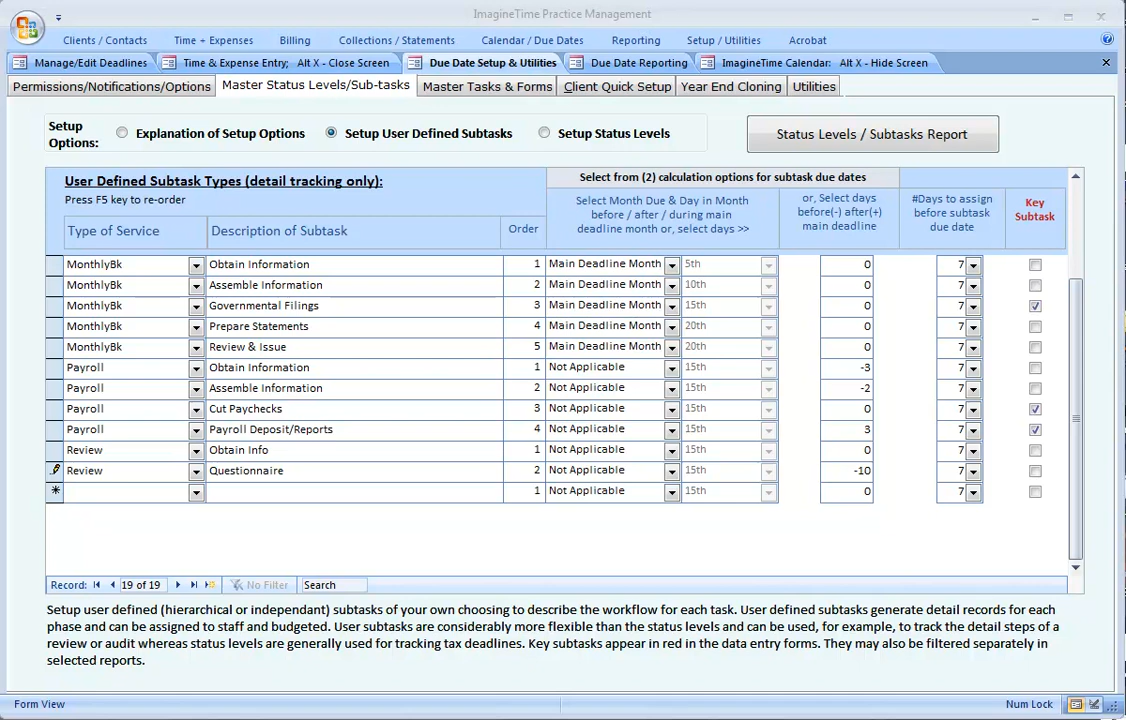 ImagineTime Practice Management
Clients / Contacts Time + Expenses Billing Collections / Statements Calendar / Due Dates Reporting Setup / Utilities Acrobat
Manage/Edit Deadlines Time & Expense Entry; Alt X - Close Screen Due Date Setup & Utilities Due Date Reporting ImagineTime Calendar: Alt X - Hide Screen
Permissions/Notifications/Options Master Status Levels/Sub-tasks Master Tasks & Forms Client Quick Setup Year End Cloning Utilities
Setup Options: Explanation of Setup Options Setup User Defined Subtasks Setup Status Levels Status Levels / Subtasks Report
User Defined Subtask Types (detail tracking only): Select from (2) calculation options for subtask due dates
Press F5 key to re-order
Type of Service Description of Subtask Order Select Month Due & Day in Month before / after / during main deadline month or, select days >> or, Select days before(-) after(+) main deadline #Days to assign before subtask due date Key Subtask
MonthlyBk Obtain Information 1 Main Deadline Month 5th 0 7
MonthlyBk Assemble Information 2 Main Deadline Month 10th 0 7
MonthlyBk Governmental Filings 3 Main Deadline Month 15th 0 7
MonthlyBk Prepare Statements 4 Main Deadline Month 20th 0 7
MonthlyBk Review & Issue 5 Main Deadline Month 20th 0 7
Payroll Obtain Information 1 Not Applicable 15th -3 7
Payroll Assemble Information 2 Not Applicable 15th -2 7
Payroll Cut Paychecks 3 Not Applicable 15th 0 7
Payroll Payroll Deposit/Reports 4 Not Applicable 15th 3 7
Review Obtain Info 1 Not Applicable 15th 0 7
Review Questionnaire 2 Not Applicable 15th -10 7
1 Not Applicable 15th 0 7
Record: 19 of 19 No Filter Search
Setup user defined (hierarchical or independant) subtasks of your own choosing to describe the workflow for each task. User defined subtasks generate detail records for each
phase and can be assigned to staff and budgeted. User subtasks are considerably more flexible than the status levels and can be used, for example, to track the detail steps of a
review or audit whereas status levels are generally used for tracking tax deadlines. Key subtasks appear in red in the data entry forms. They may also be filtered separately in
selected reports.
Form View Num Lock